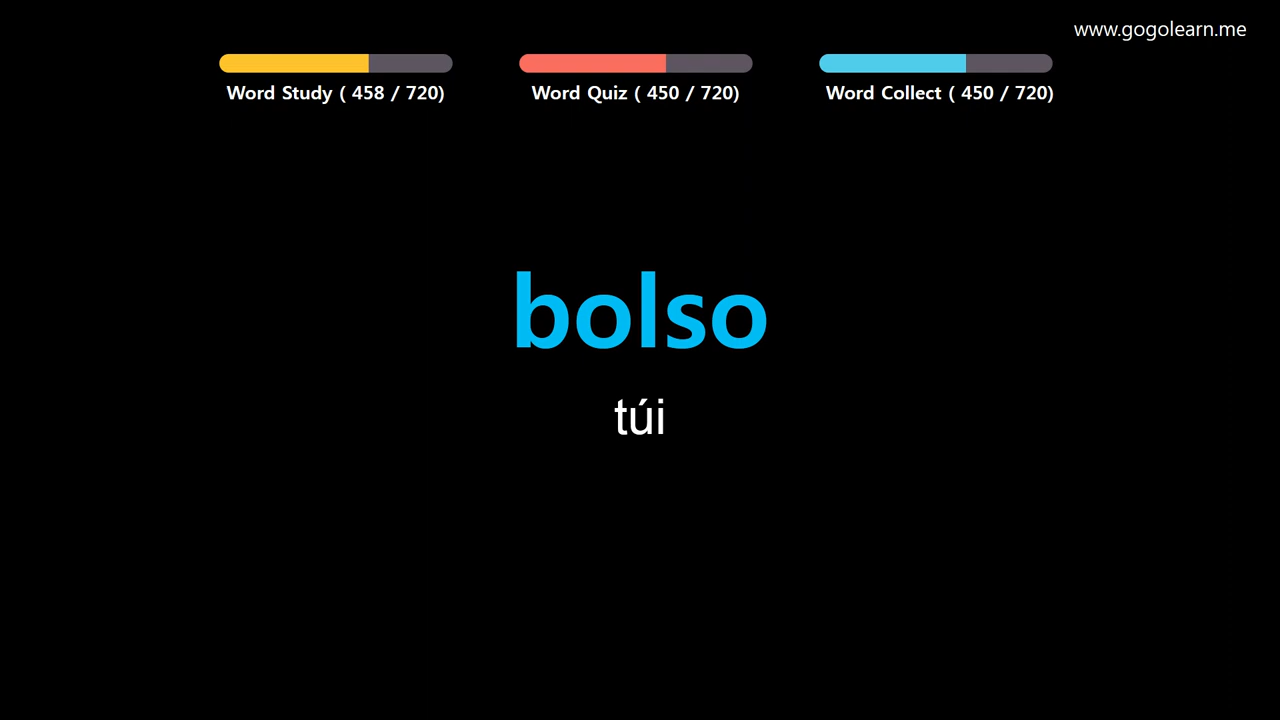 www.gogolearn.me
Word Study ( 458 / 720)
Word Quiz ( 450 / 720)
Word Collect ( 450 / 720)
bolso
túi